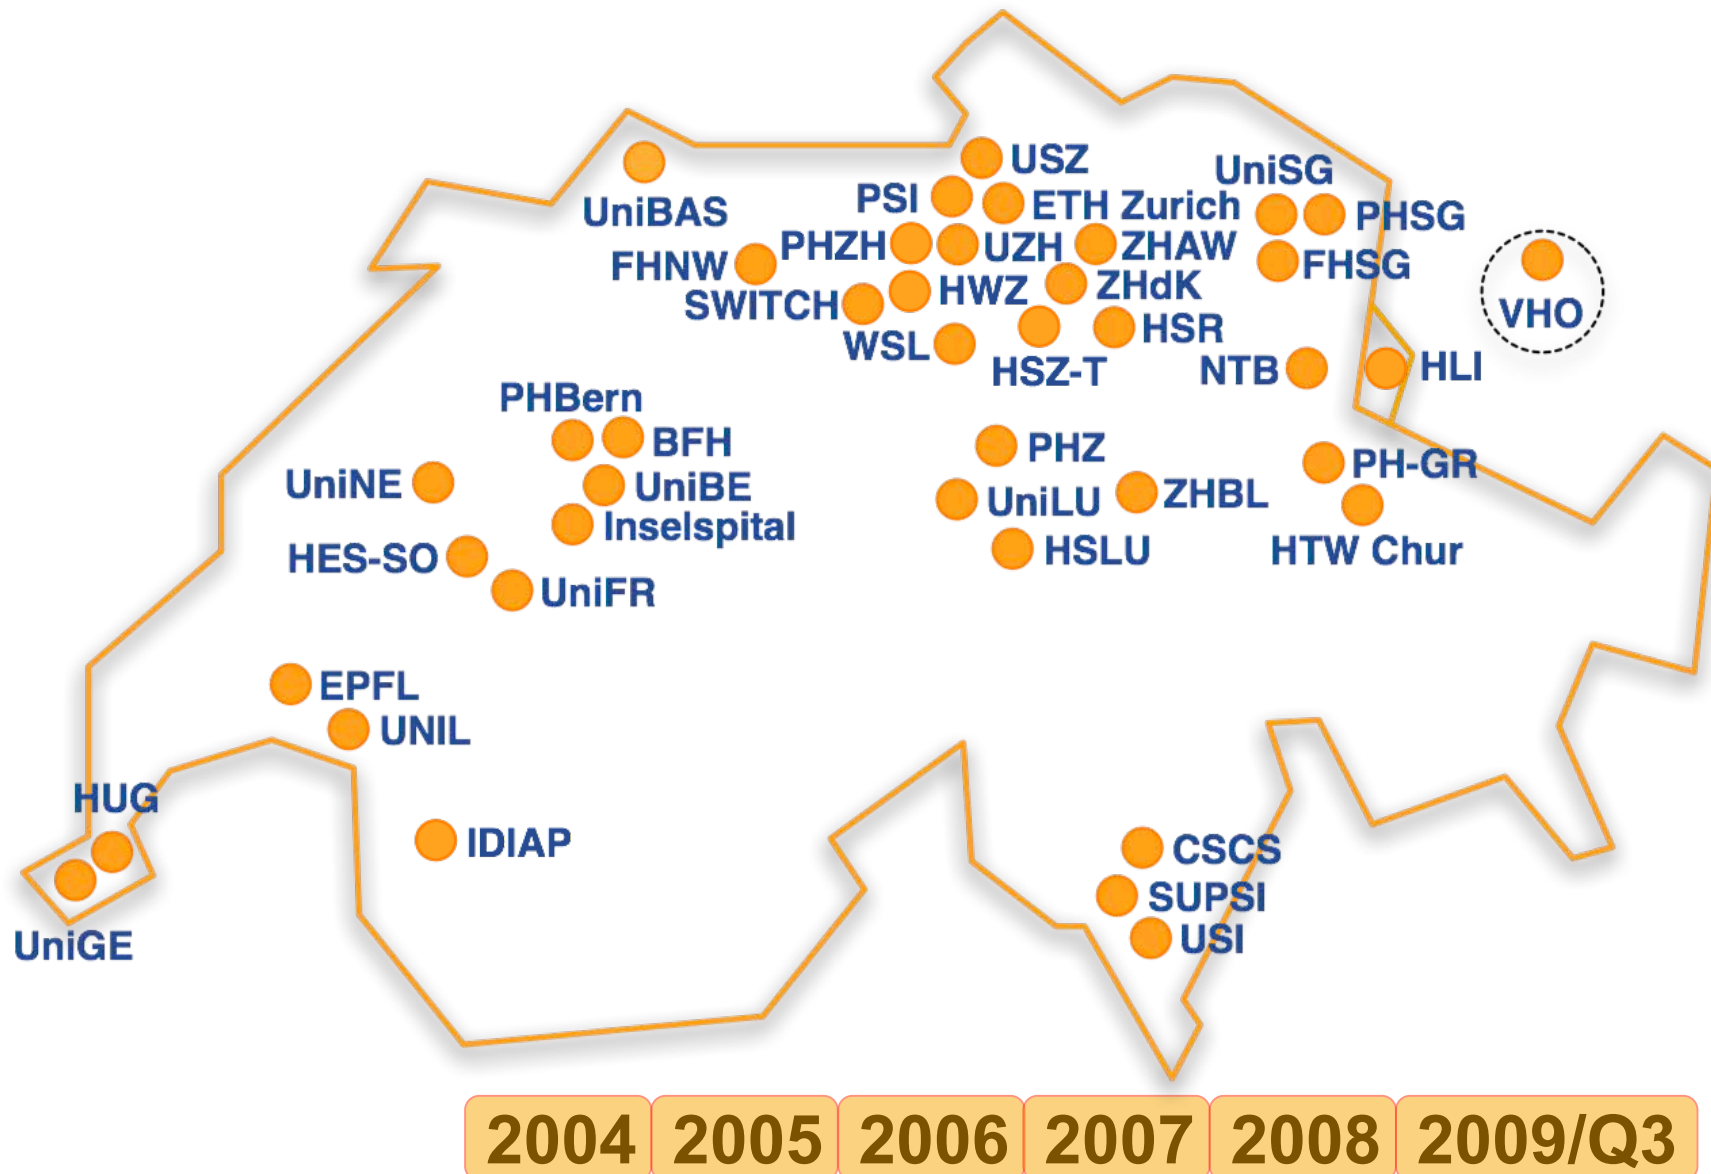 USZ
UniSG
PSI
ETH Zurich
PHSG
UniBAS
PHZH
UZH
ZHAW
FHNW
FHSG
HWZ
ZHdK
SWITCH
VHO
WSL
HSR
HSZ-T
NTB
HLI
PHBern
BFH
PHZ
PH-GR
UniNE
UniBE
UniLU
ZHBL
Inselspital
HES-SO
HSLU
HTW Chur
UniFR
EPFL
UNIL
HUG
IDIAP
CSCS
SUPSI
UniGE
USI
2004 2005 2006 2007 2008 2009/Q3